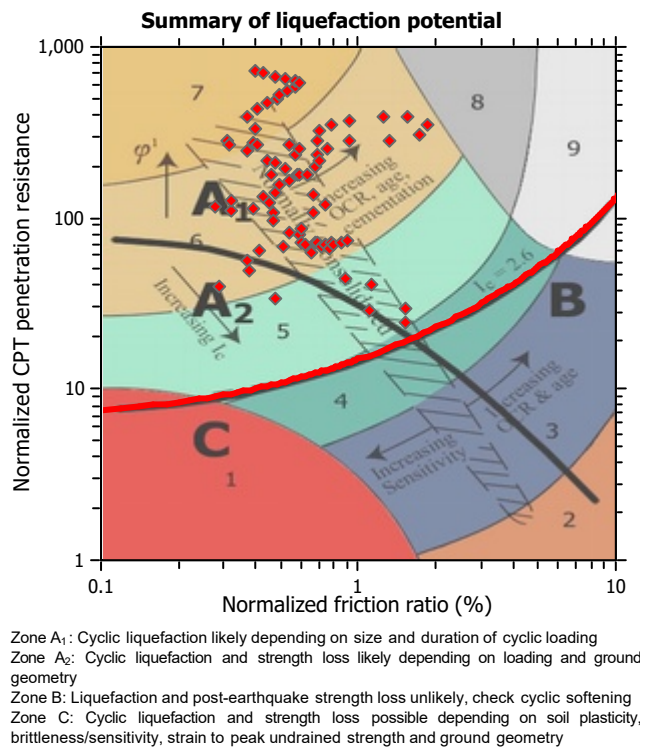 Summary of liquefaction potential
Normalized CPT penetration resistance
1,000
100
10
1
7
8
9
φ¹
A₁
Increasing
OCR, age,
cementation
Normally consolidated
6
A₂
Increasing Ic
5
Ic = 2.6
B
4
C
1
Increasing
OCR & age
3
Increasing
Sensitivity
2
0.1
1
10
Normalized friction ratio (%)
Zone A₁: Cyclic liquefaction likely depending on size and duration of cyclic loading
Zone A₂: Cyclic liquefaction and strength loss likely depending on loading and ground
geometry
Zone B: Liquefaction and post-earthquake strength loss unlikely, check cyclic softening
Zone C: Cyclic liquefaction and strength loss possible depending on soil plasticity,
brittleness/sensitivity, strain to peak undrained strength and ground geometry